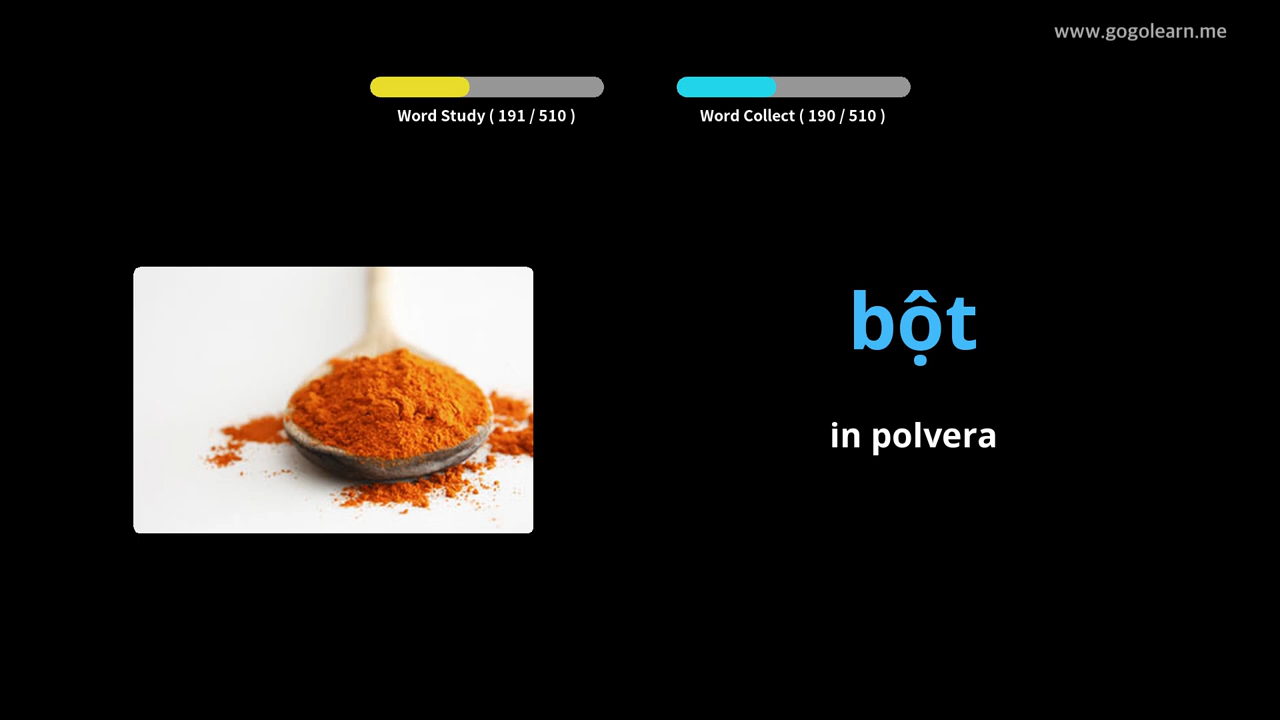 www.gogolearn.me
Word Study ( 191 / 510 )
Word Collect ( 190 / 510 )
bột
in polvera